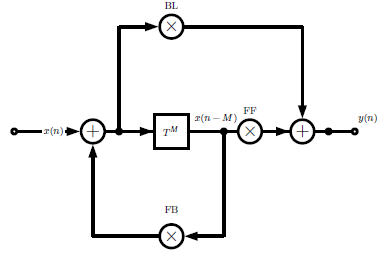 BL
x(n)
+
×
T^M
x(n − M)
FF
×
+
y(n)
FB
×